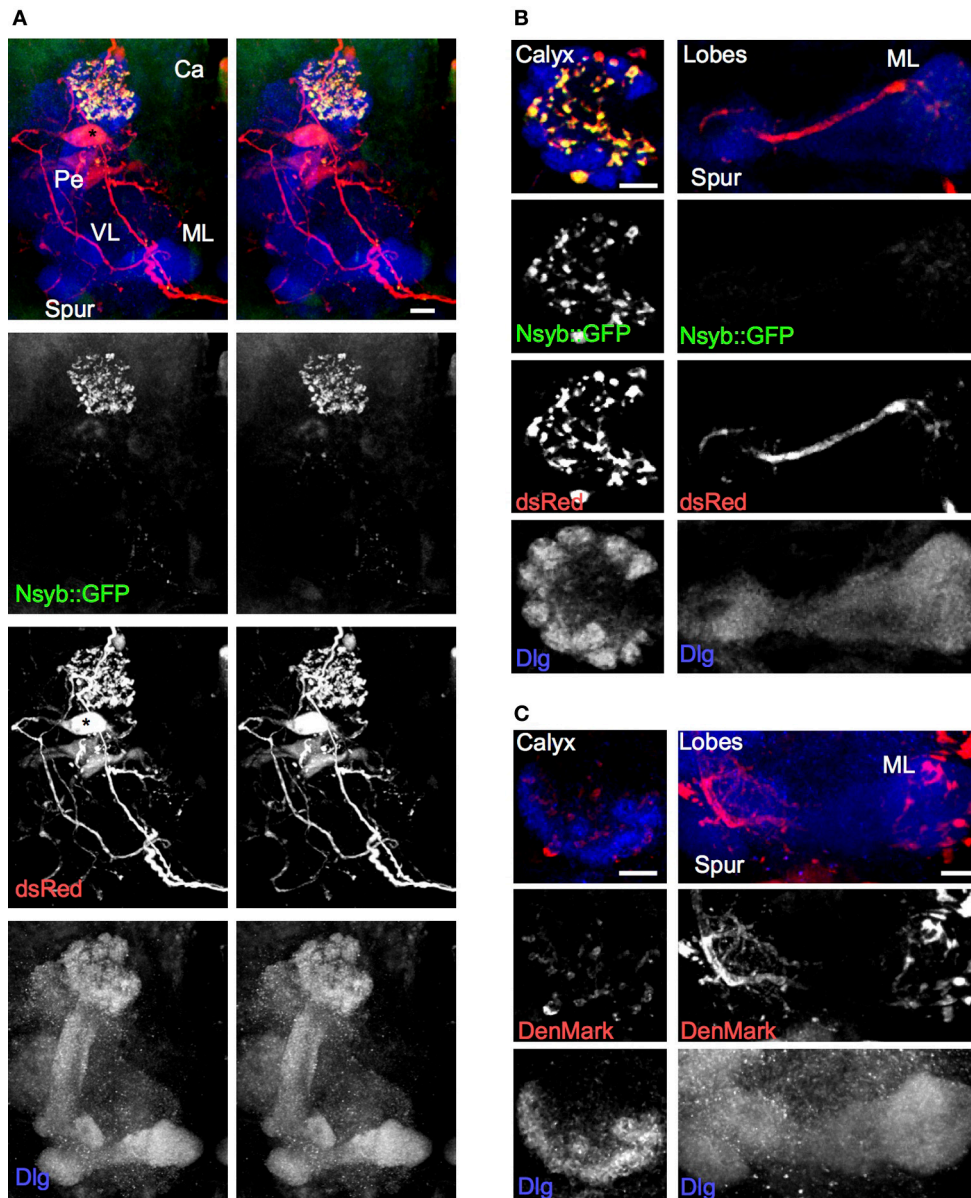 A
Ca
*
Pe
VL
ML
Spur
Nsyb::GFP
*
dsRed
Dlg
B
Calyx
Lobes
ML
Spur
Nsyb::GFP
Nsyb::GFP
dsRed
dsRed
Dlg
Dlg
C
Calyx
Lobes
ML
Spur
DenMark
DenMark
Dlg
Dlg